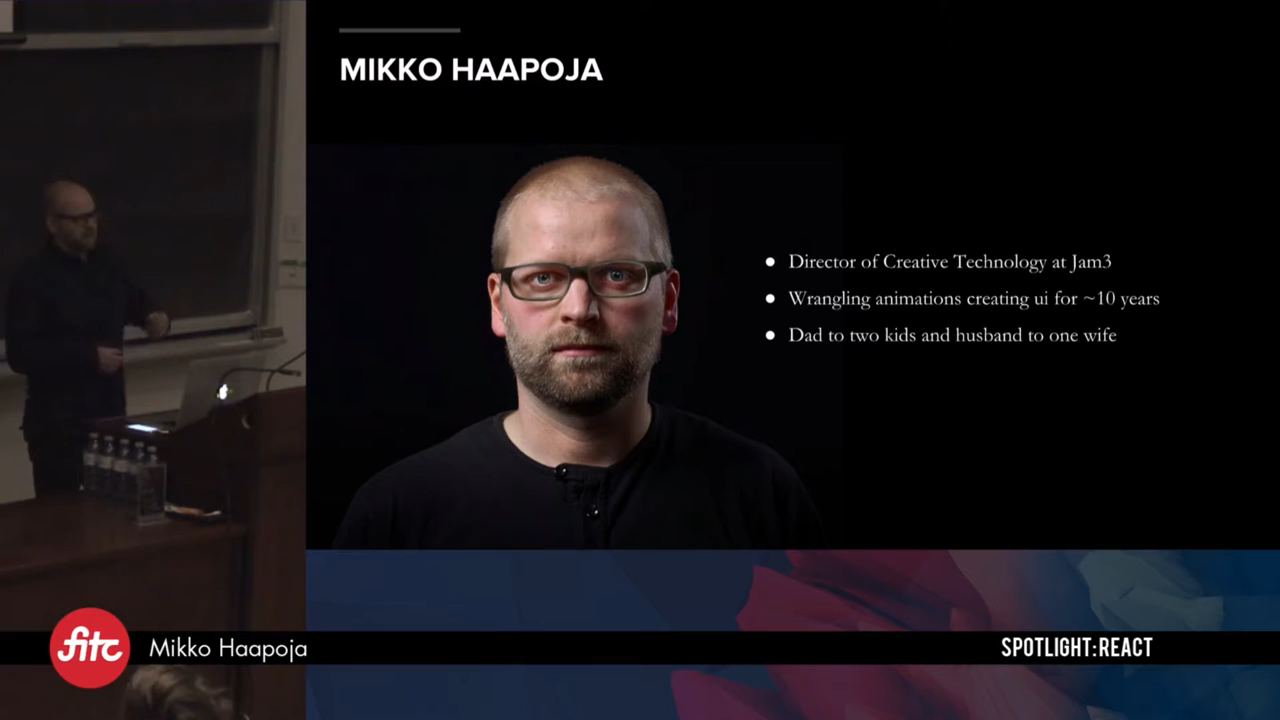 MIKKO HAAPOJA
● Director of Creative Technology at Jam3
● Wrangling animations creating ui for ~10 years
● Dad to two kids and husband to one wife
fitc
Mikko Haapoja
SPOTLIGHT:REACT